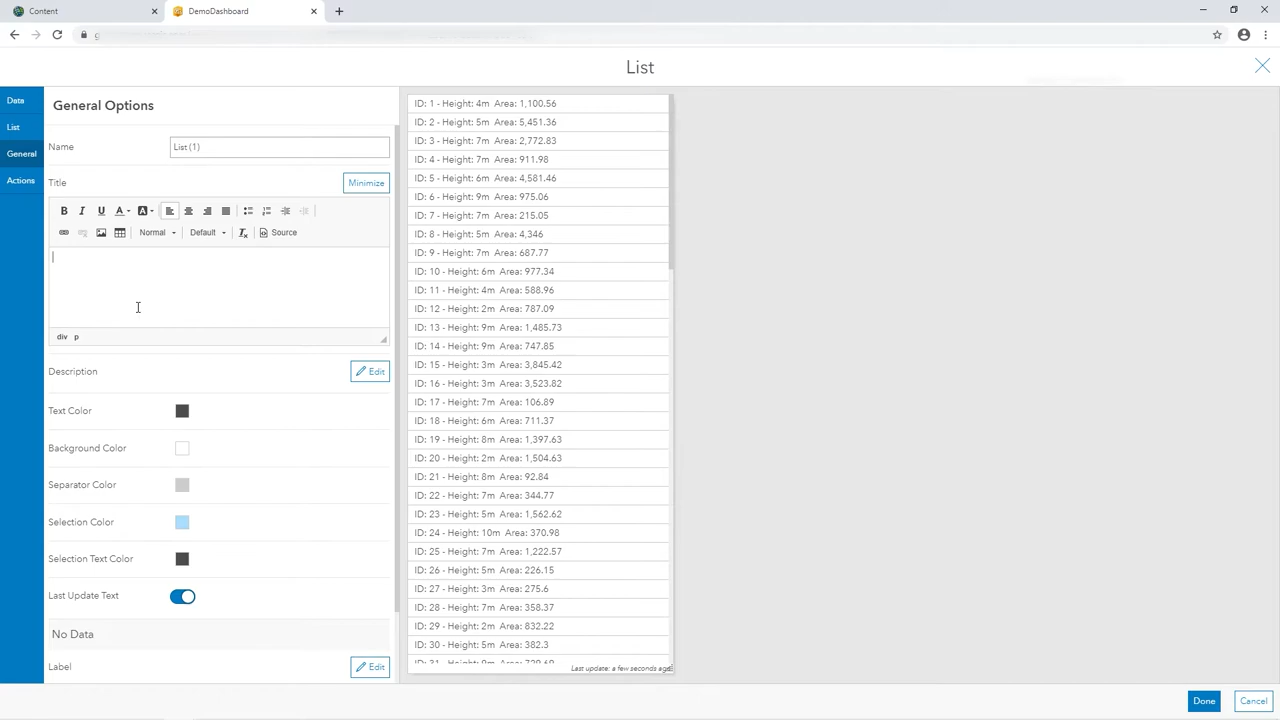 Content
DemoDashboard
List
Data
List
General
Actions
General Options
Name
List (1)
Title
Minimize
B I U A A
Normal
Default
Source
div p
Description
Edit
Text Color
Background Color
Separator Color
Selection Color
Selection Text Color
Last Update Text
No Data
Label
Edit
ID: 1 - Height: 4m Area: 1,100.56
ID: 2 - Height: 5m Area: 5,451.36
ID: 3 - Height: 7m Area: 2,772.83
ID: 4 - Height: 7m Area: 911.98
ID: 5 - Height: 6m Area: 4,581.46
ID: 6 - Height: 9m Area: 975.06
ID: 7 - Height: 7m Area: 215.05
ID: 8 - Height: 5m Area: 4,346
ID: 9 - Height: 7m Area: 687.77
ID: 10 - Height: 6m Area: 977.34
ID: 11 - Height: 4m Area: 588.96
ID: 12 - Height: 2m Area: 787.09
ID: 13 - Height: 9m Area: 1,485.73
ID: 14 - Height: 9m Area: 747.85
ID: 15 - Height: 3m Area: 3,845.42
ID: 16 - Height: 3m Area: 3,523.82
ID: 17 - Height: 7m Area: 106.89
ID: 18 - Height: 6m Area: 711.37
ID: 19 - Height: 8m Area: 1,397.63
ID: 20 - Height: 2m Area: 1,504.63
ID: 21 - Height: 8m Area: 92.84
ID: 22 - Height: 7m Area: 344.77
ID: 23 - Height: 5m Area: 1,562.62
ID: 24 - Height: 10m Area: 370.98
ID: 25 - Height: 7m Area: 1,222.57
ID: 26 - Height: 5m Area: 226.15
ID: 27 - Height: 3m Area: 275.6
ID: 28 - Height: 7m Area: 358.37
ID: 29 - Height: 2m Area: 832.22
ID: 30 - Height: 5m Area: 382.3
Last update: a few seconds ago
Done
Cancel